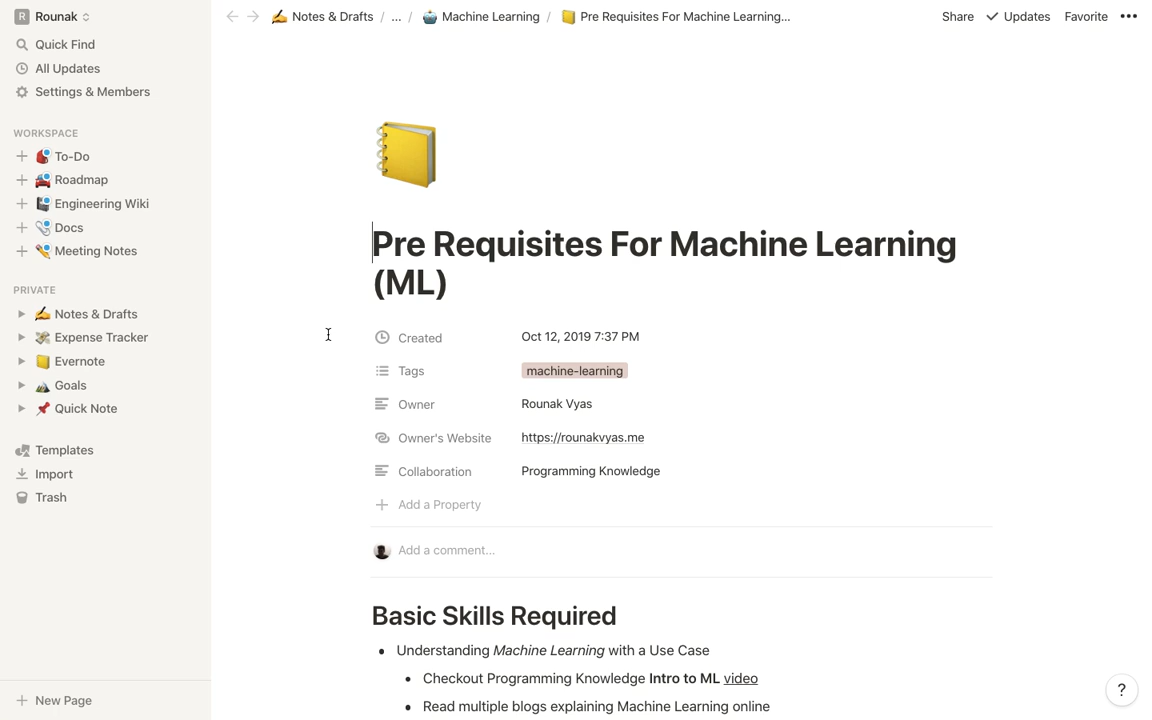 R Rounak
Quick Find
All Updates
Settings & Members
WORKSPACE
To-Do
Roadmap
Engineering Wiki
Docs
Meeting Notes
PRIVATE
Notes & Drafts
Expense Tracker
Evernote
Goals
Quick Note
Templates
Import
Trash
New Page
Notes & Drafts / ... / Machine Learning / Pre Requisites For Machine Learning...
Share Updates Favorite
Pre Requisites For Machine Learning
(ML)
Created Oct 12, 2019 7:37 PM
Tags machine-learning
Owner Rounak Vyas
Owner's Website https://rounakvyas.me
Collaboration Programming Knowledge
Add a Property
Add a comment...
Basic Skills Required
Understanding Machine Learning with a Use Case
Checkout Programming Knowledge Intro to ML video
Read multiple blogs explaining Machine Learning online
?